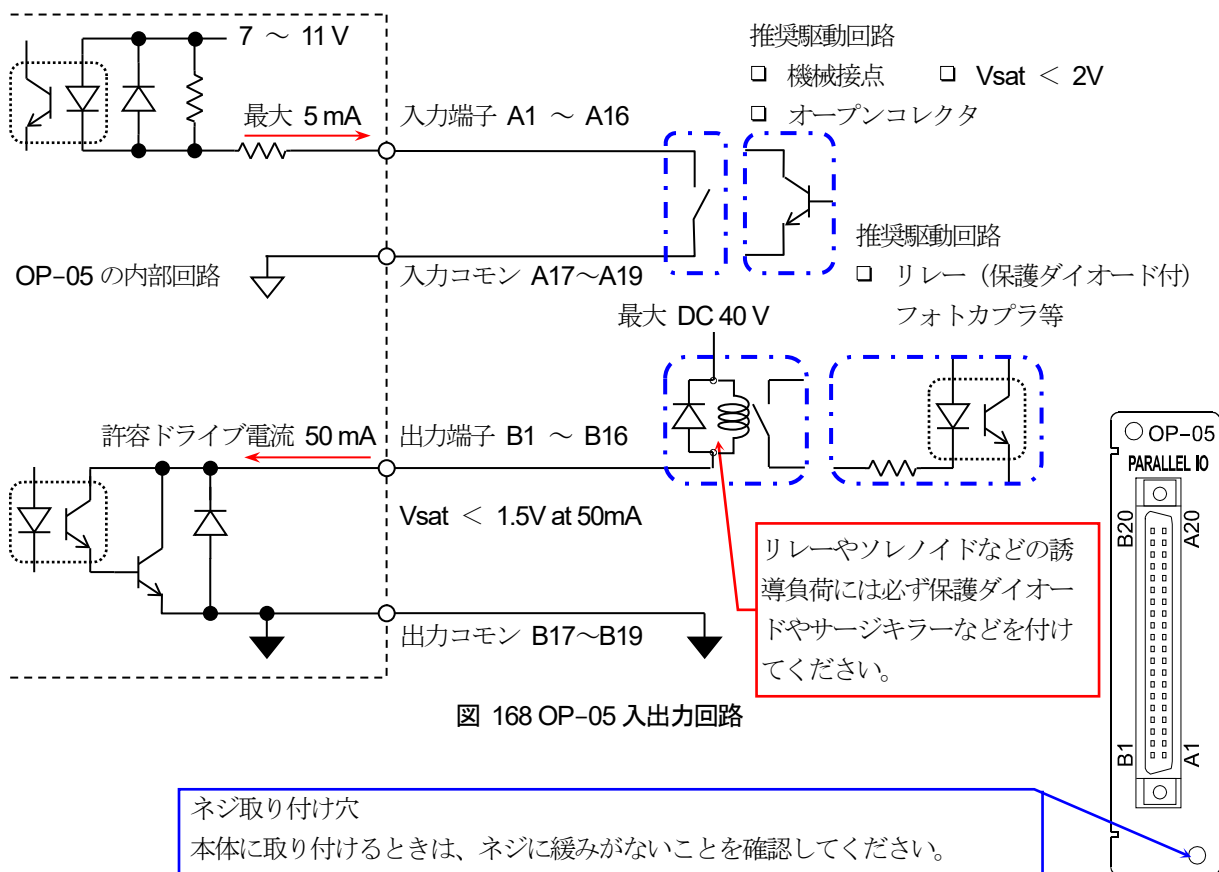 7 ～ 11 V
最大 5 mA
入力端子 A1 ～ A16
推奨駆動回路
❑ 機械接点 ❑ Vsat ＜ 2V
❑ オープンコレクタ
OP−05 の内部回路
入力コモン A17～A19
推奨駆動回路
❑ リレー（保護ダイオード付）
フォトカプラ等
最大 DC 40 V
許容ドライブ電流 50 mA
出力端子 B1 ～ B16
Vsat ＜ 1.5V at 50mA
出力コモン B17～B19
リレーやソレノイドなどの誘
導負荷には必ず保護ダイオー
ドやサージキラーなどを付け
てください。
OP−05
PARALLEL IO
B20
A20
B1
A1
図 168 OP−05 入出力回路
ネジ取り付け穴
本体に取り付けるときは、ネジに緩みがないことを確認してください。